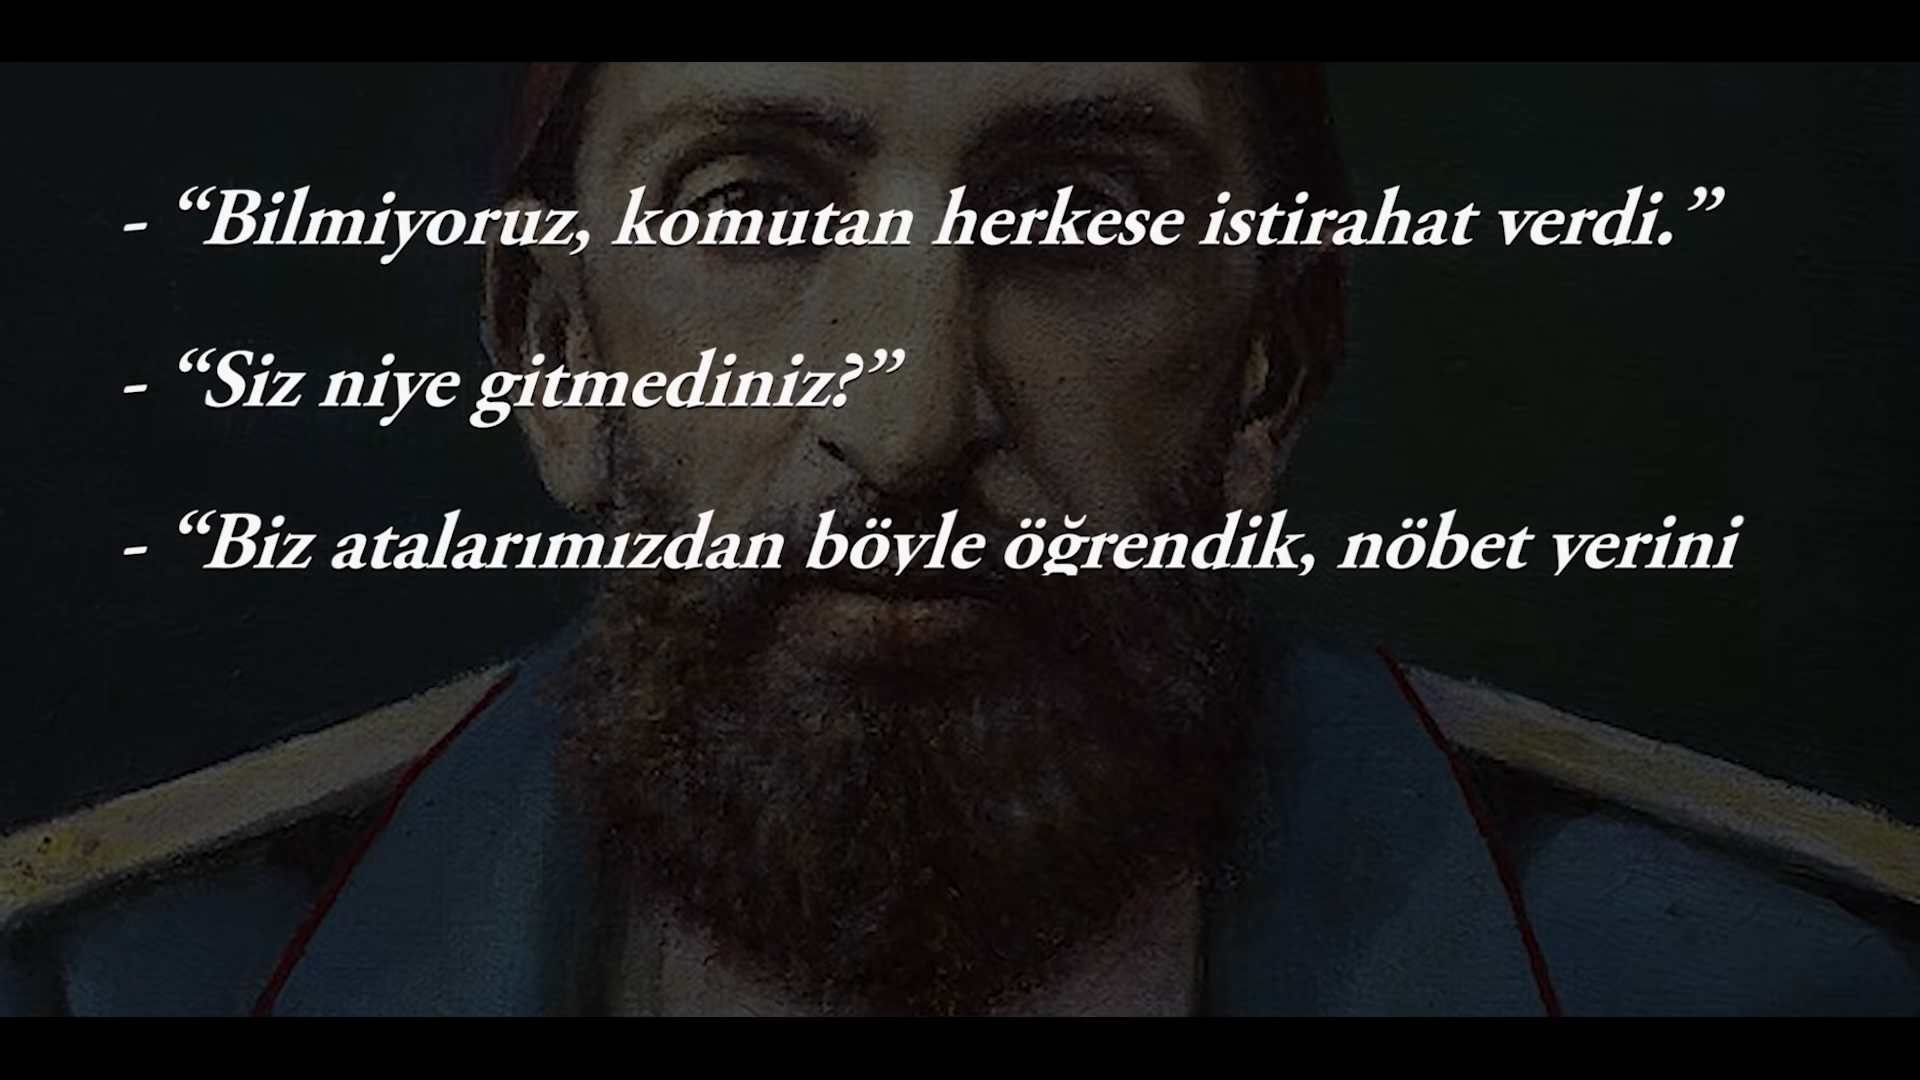 - “Bilmiyoruz, komutan herkese istirahat verdi.”
- “Siz niye gitmediniz?”
- “Biz atalarımızdan böyle öğrendik, nöbet yerini